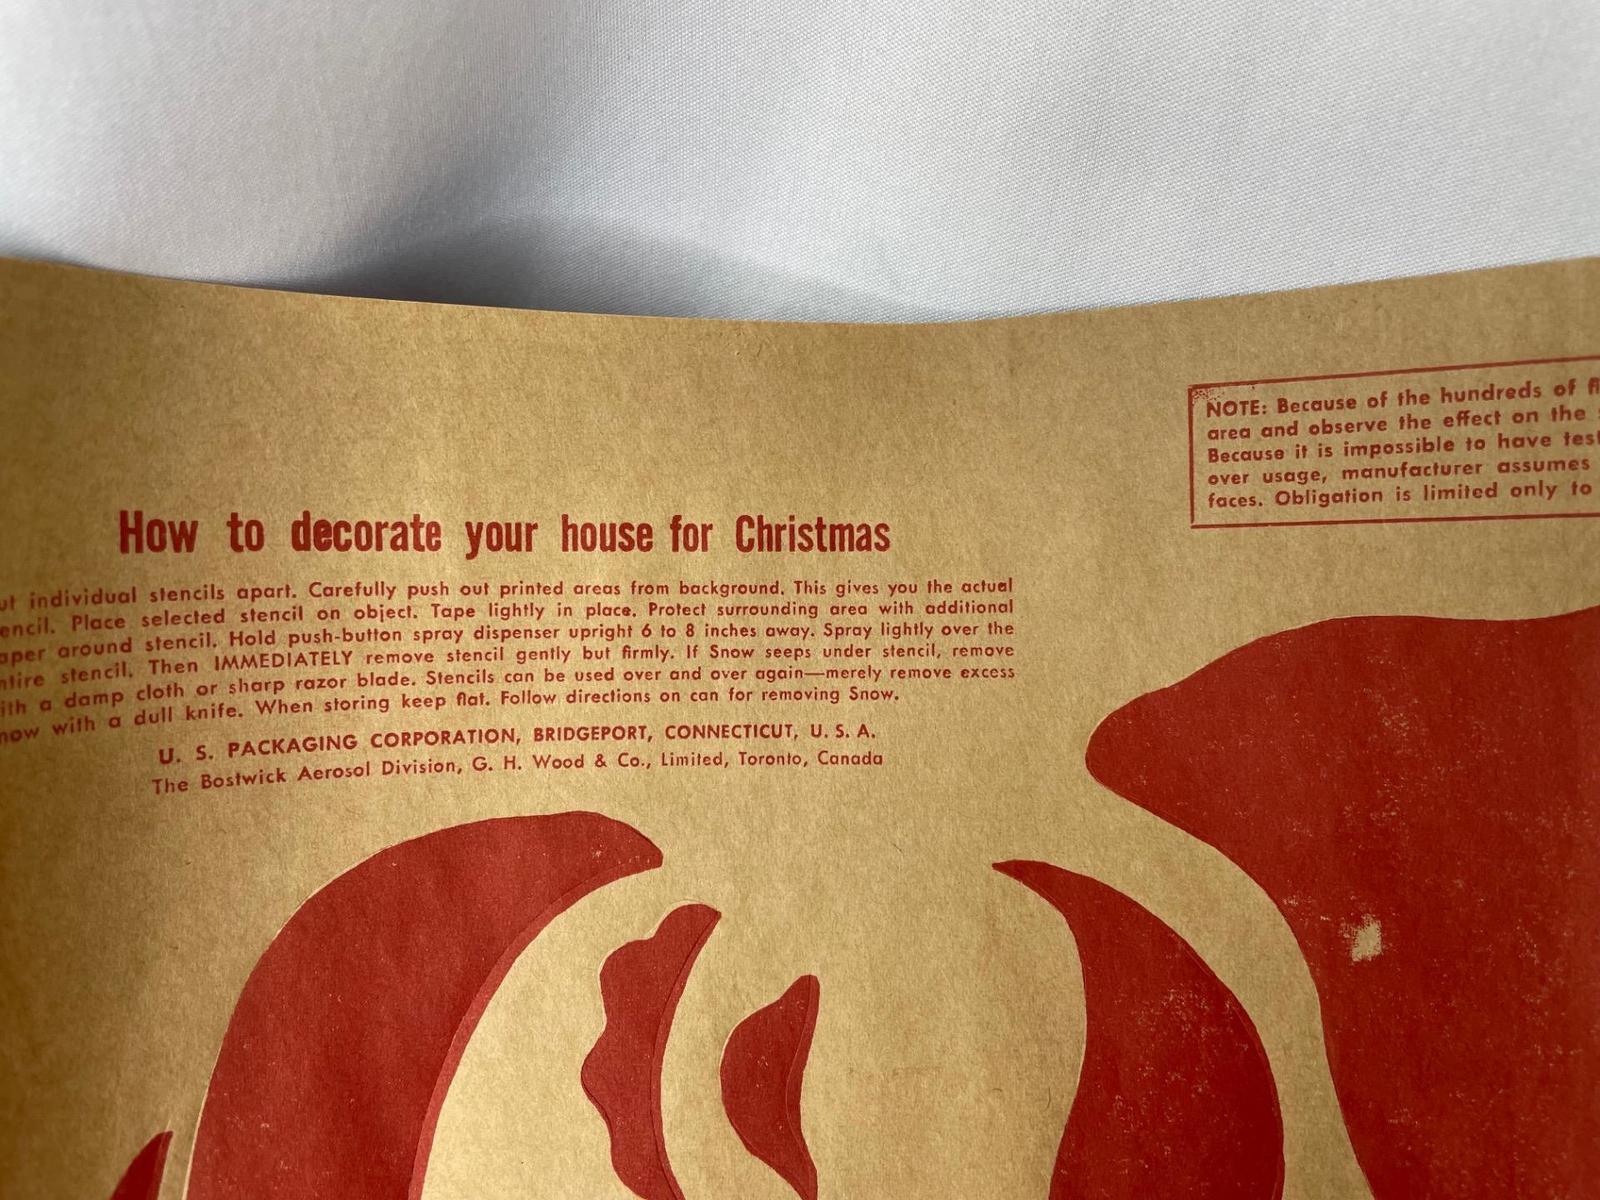 How to decorate your house for Christmas
individual stencils apart. Carefully push out printed areas from background. This gives you the actual
Place selected stencil on object. Tape lightly in place. Protect surrounding area with additional
around stencil. Hold push-button spray dispenser upright 6 to 8 inches away. Spray lightly over the
stencil. Then IMMEDIATELY remove stencil gently but firmly. If Snow seeps under stencil, remove
a damp cloth or sharp razor blade. Stencils can be used over and over again—merely remove excess
with a dull knife. When storing keep flat. Follow directions on can for removing Snow.
U. S. PACKAGING CORPORATION, BRIDGEPORT, CONNECTICUT, U. S. A.
The Bostwick Aerosol Division, G. H. Wood & Co., Limited, Toronto, Canada
NOTE: Because of the hundreds of
area and observe the effect on the
Because it is impossible to have
over usage, manufacturer assumes
faces. Obligation is limited only to